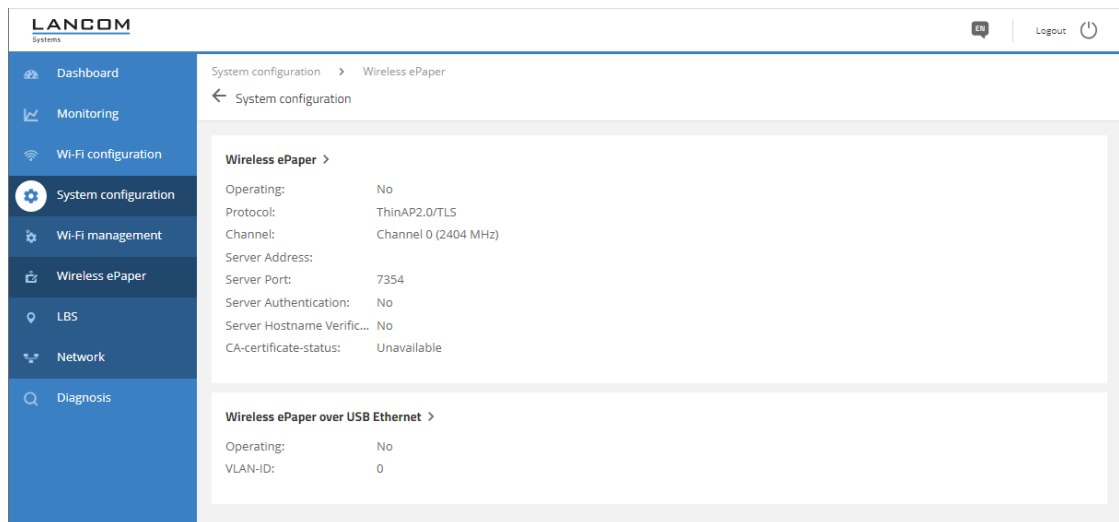 LANCOM
Systems
EN
Logout
Dashboard
Monitoring
Wi-Fi configuration
System configuration
Wi-Fi management
Wireless ePaper
LBS
Network
Diagnosis
System configuration > Wireless ePaper
← System configuration
Wireless ePaper >
Operating: No
Protocol: ThinAP2.0/TLS
Channel: Channel 0 (2404 MHz)
Server Address:
Server Port: 7354
Server Authentication: No
Server Hostname Verific... No
CA-certificate-status: Unavailable
Wireless ePaper over USB Ethernet >
Operating: No
VLAN-ID: 0